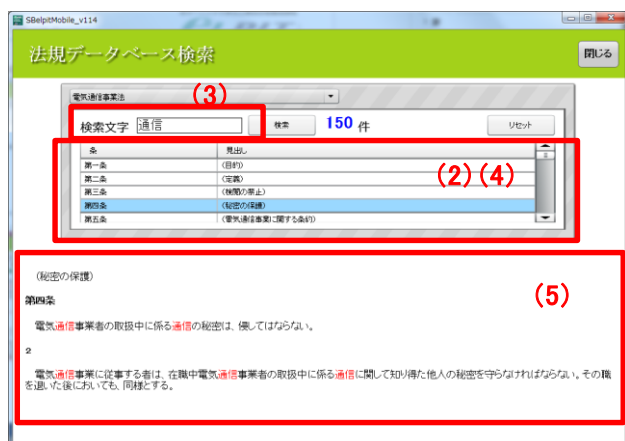 SBelpitMobile_v114
法規データベース検索
閉じる
電気通信事業法
(3)
検索文字 通信 検索 150 件 リセット
条 見出し
第一条 (目的)
第二条 (定義)
第三条 (検閲の禁止)
第四条 (秘密の保護)
第五条 (電気通信事業に関する条約)
(2)(4)
(5)
(秘密の保護)
第四条
電気通信事業者の取扱中に係る通信の秘密は、侵してはならない。
2
電気通信事業に従事する者は、在職中電気通信事業者の取扱中に係る通信に関して知り得た他人の秘密を守らなければならない。その職
を退いた後においても、同様とする。